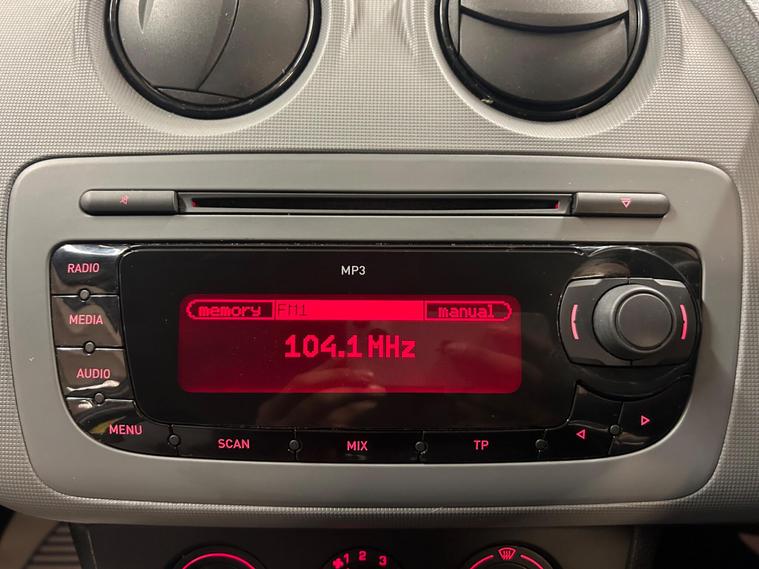 MP3
RADIO
MEDIA
AUDIO
MENU
memory FM1 manual
104.1 MHz
SCAN MIX TP
1 2 3